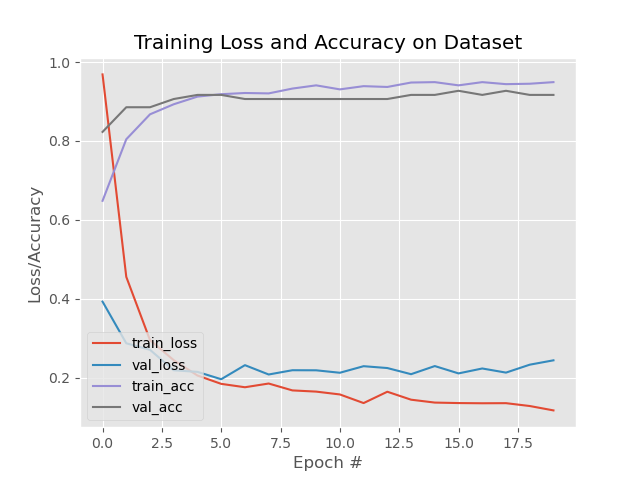 Training Loss and Accuracy on Dataset
1.0
0.8
0.6
0.4
0.2
Loss/Accuracy
train_loss
val_loss
train_acc
val_acc
0.0 2.5 5.0 7.5 10.0 12.5 15.0 17.5
Epoch #